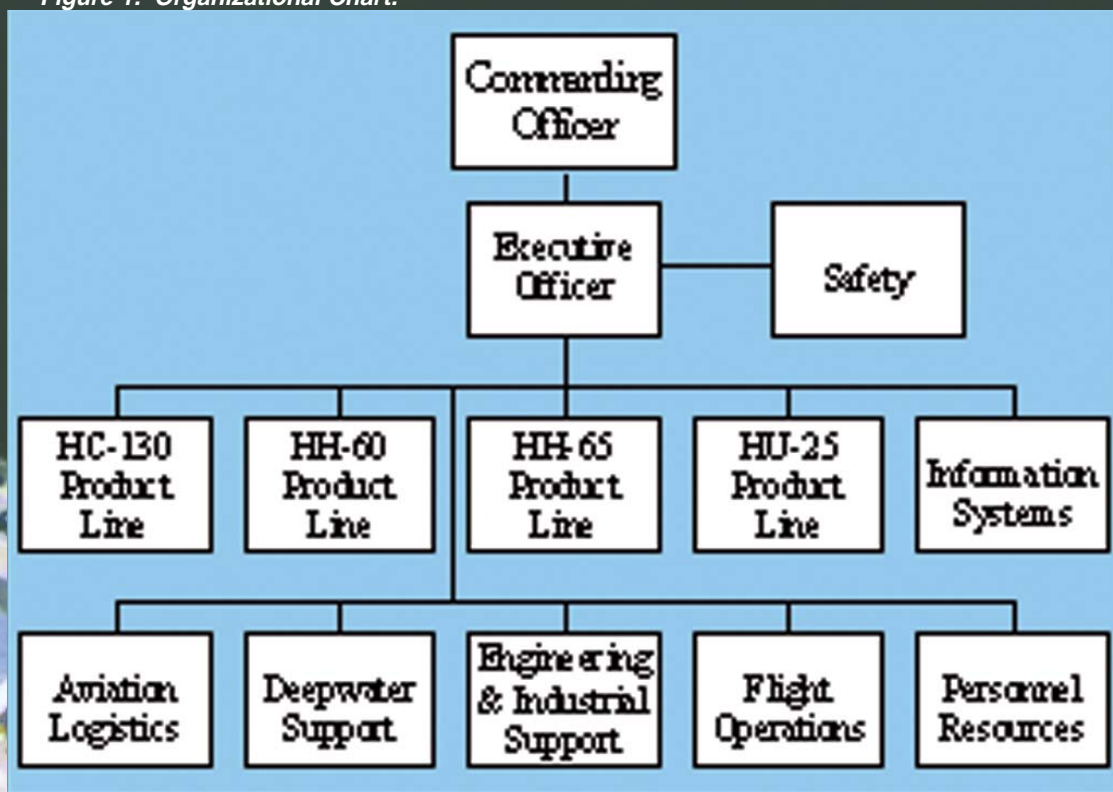 Figure 1. Organizational Chart.
Commanding
Officer
Executive
Officer
Safety
HC-130
Product
Line
HH-60
Product
Line
HH-65
Product
Line
HU-25
Product
Line
Information
Systems
Aviation
Logistics
Deepwater
Support
Engineering
& Industrial
Support
Flight
Operations
Personnel
Resources